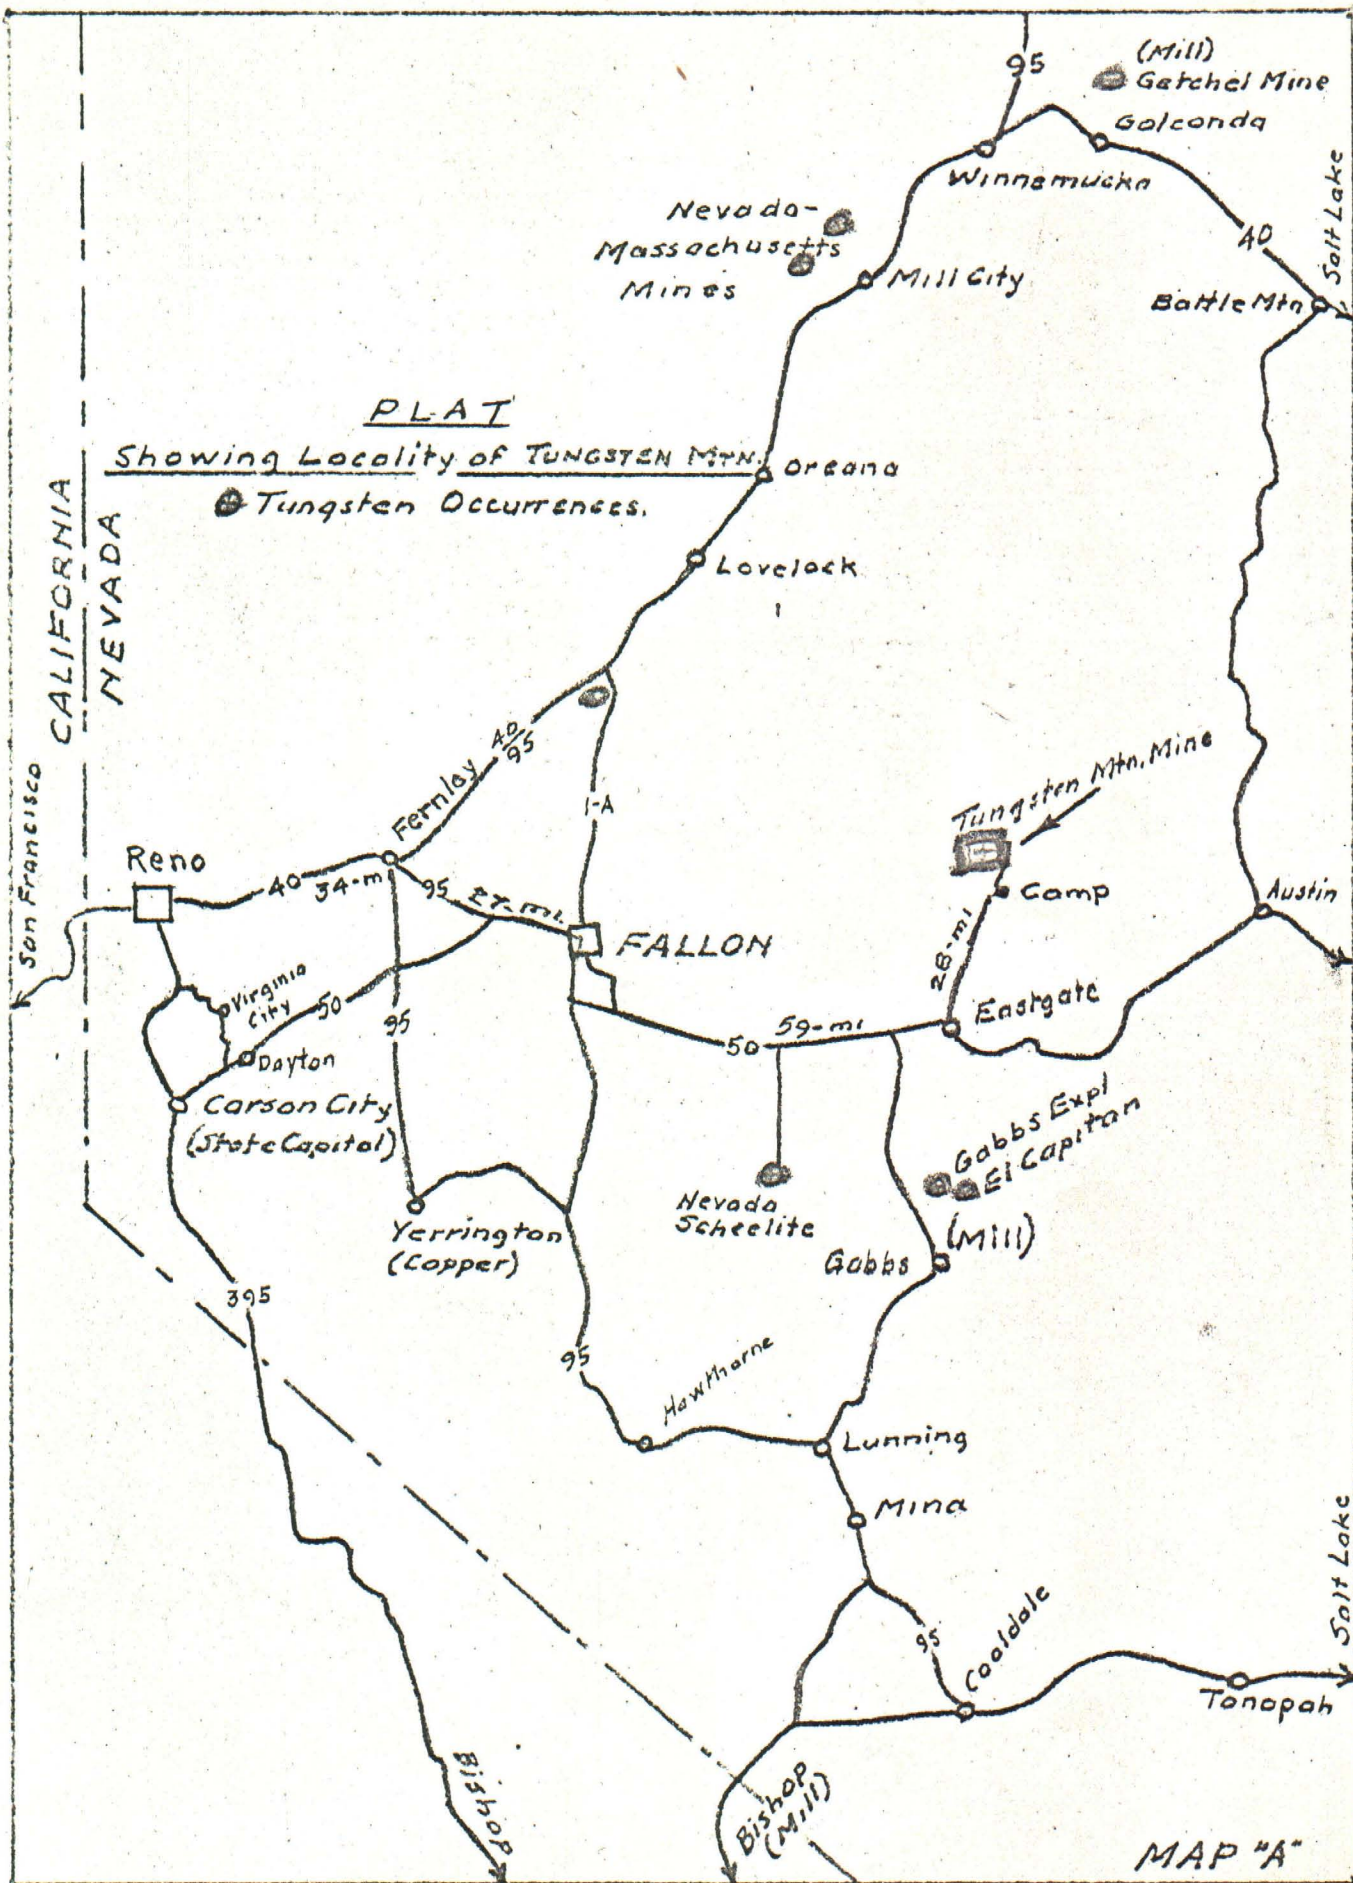 95
(Mill)
Getchel Mine
Golconda
Winnemucka
Nevada-
Massachusetts
Mines
Mill City
40
Salt Lake
Battle Mtn
PLAT
Showing Locality of TUNGSTEN MTN.
Tungsten Occurrences.
Oreana
CALIFORNIA
NEVADA
Lovelock
40/95
Fernley
1-A
Tungsten Mtn. Mine
San Francisco
Reno
40
34-m
95
27-mi.
FALLON
Camp
28-mi
Austin
Virginia
City
50
95
Dayton
50
59-mi
Eastgate
Carson City
(State Capital)
Gabbs Expl
El Capitan
Nevada
Scheelite
Yerrington
(Copper)
(Mill)
Gabbs
395
95
Hawthorne
Lunning
Mina
95
Cooldale
Salt Lake
Tonopah
Bishop
Bishop
(Mill)
MAP "A"